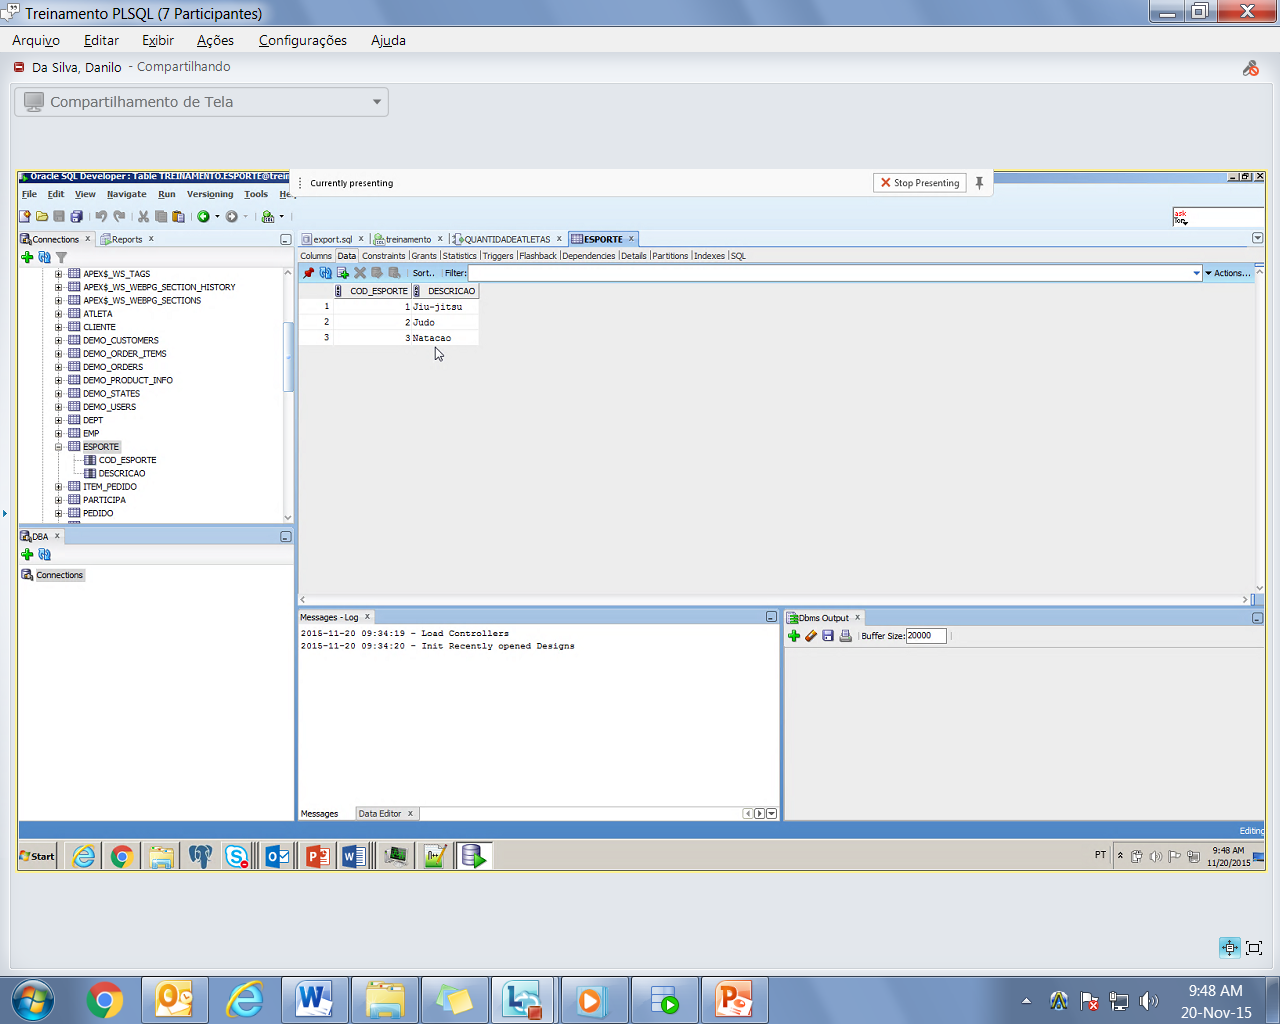 Treinamento PLSQL (7 Participantes)
Arquivo Editar Exibir Ações Configurações Ajuda
Da Silva, Danilo - Compartilhando
Compartilhamento de Tela
Oracle SQL Developer : Table TREINAMENTO.ESPORTE@trein
Currently presenting
Stop Presenting
File Edit View Navigate Run Versioning Tools He
ask
Tom
Connections Reports
export.sql treinamento QUANTIDADEATLETAS ESPORTE
Columns Data Constraints Grants Statistics Triggers Flashback Dependencies Details Partitions Indexes SQL
Sort.. Filter: Actions...
COD_ESPORTE DESCRICAO
1 1 Jiu-jitsu
2 2 Judo
3 3 Natacao
APEX$_WS_TAGS
APEX$_WS_WEBPG_SECTION_HISTORY
APEX$_WS_WEBPG_SECTIONS
ATLETA
CLIENTE
DEMO_CUSTOMERS
DEMO_ORDER_ITEMS
DEMO_ORDERS
DEMO_PRODUCT_INFO
DEMO_STATES
DEMO_USERS
DEPT
EMP
ESPORTE
COD_ESPORTE
DESCRICAO
ITEM_PEDIDO
PARTICIPA
PEDIDO
DBA
Connections
Messages - Log
2015-11-20 09:34:19 - Load Controllers
2015-11-20 09:34:20 - Init Recently opened Designs
Messages Data Editor
Dbms Output
Buffer Size: 20000
Editing
Start
PT
9:48 AM
11/20/2015
9:48 AM
20-Nov-15